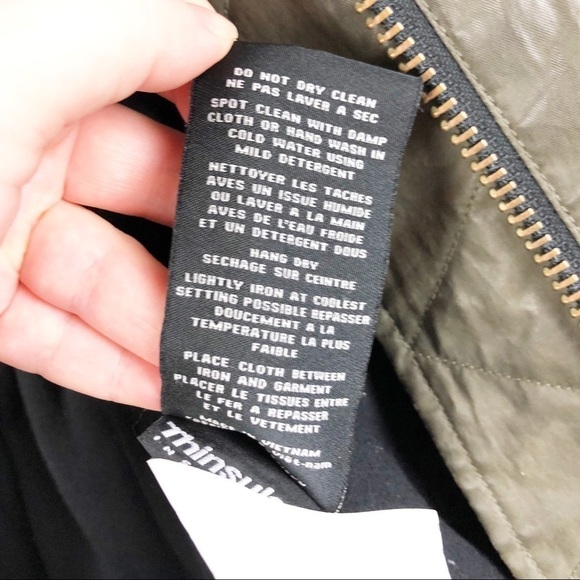 DO NOT DRY CLEAN
NE PAS LAVER A SEC
SPOT CLEAN WITH DAMP
CLOTH OR HAND WASH IN
COLD WATER USING
MILD DETERGENT
NETTOYER LES TACHES
AVES UN ISSUE HUMIDE
OU LAVER A LA MAIN
AVES DE L'EAU FROIDE
ET UN DETERGENT DOUS
HANG DRY
SECHAGE SUR CEINTRE
LIGHTLY IRON AT COOLEST
SETTING POSSIBLE REPASSER
DOUCEMENT A LA
TEMPERATURE LA PLUS
FAIBLE
PLACE CLOTH BETWEEN
IRON AND GARMENT
PLACER LE TISSUES ENTRE
LE FER A REPASSER
ET LE VETEMENT
MADE IN VIETNAM